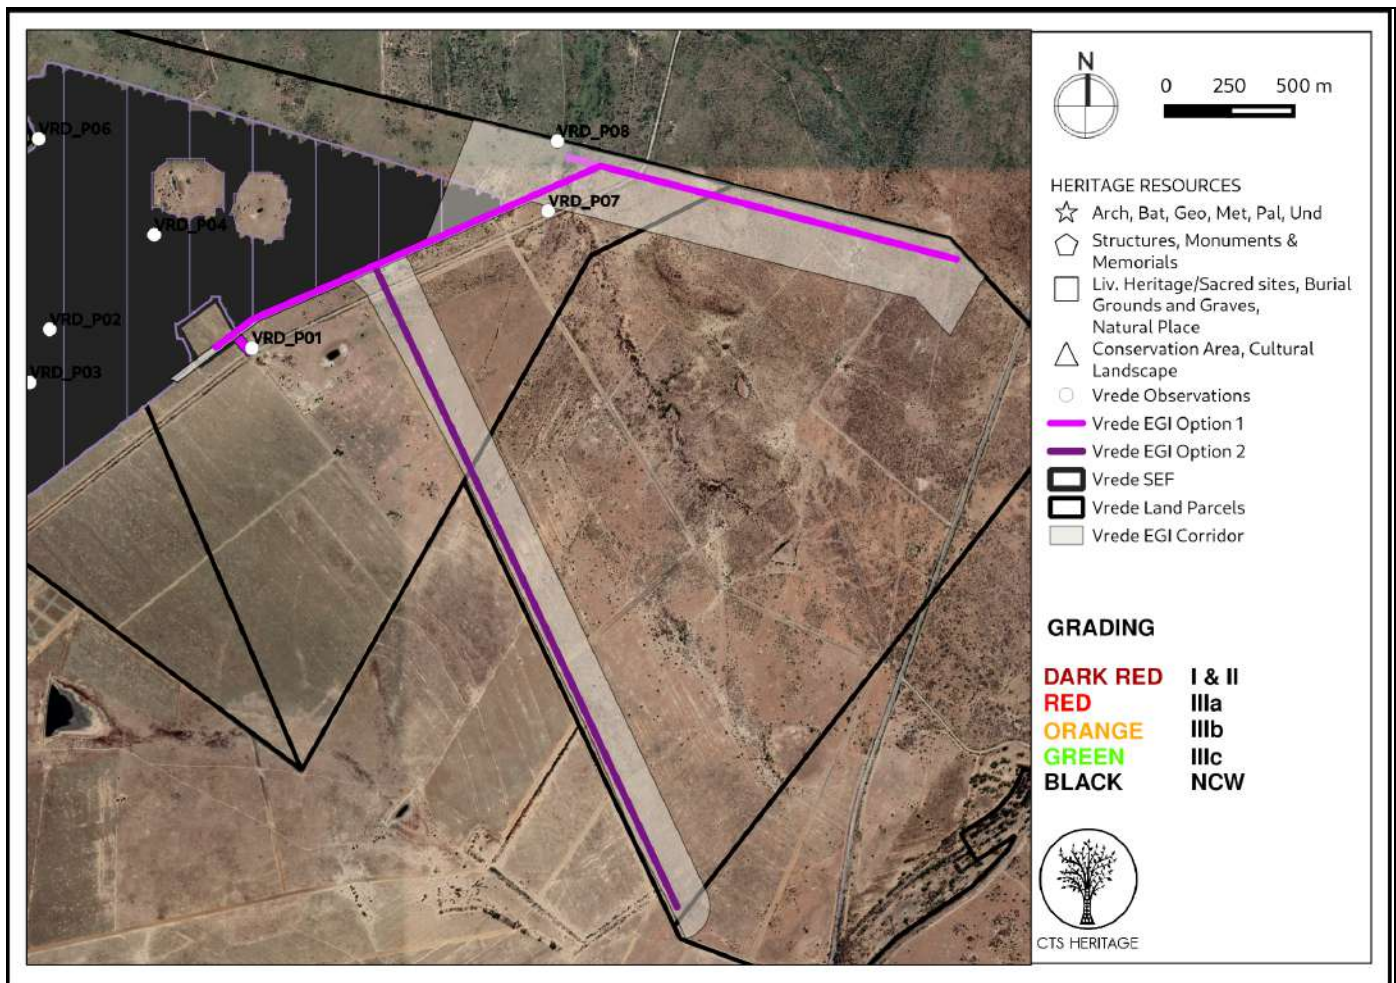 VRD_P06
VRD_P08
VRD_P07
VRD_P04
VRD_P02
VRD_P01
VRD_P03
N
0 250 500 m
HERITAGE RESOURCES
Arch, Bat, Geo, Met, Pal, Und
Structures, Monuments &
Memorials
Liv. Heritage/Sacred sites, Burial
Grounds and Graves,
Natural Place
Conservation Area, Cultural
Landscape
Vrede Observations
Vrede EGI Option 1
Vrede EGI Option 2
Vrede SEF
Vrede Land Parcels
Vrede EGI Corridor
GRADING
DARK RED I & II
RED IIIa
ORANGE IIIb
GREEN IIIc
BLACK NCW
CTS HERITAGE